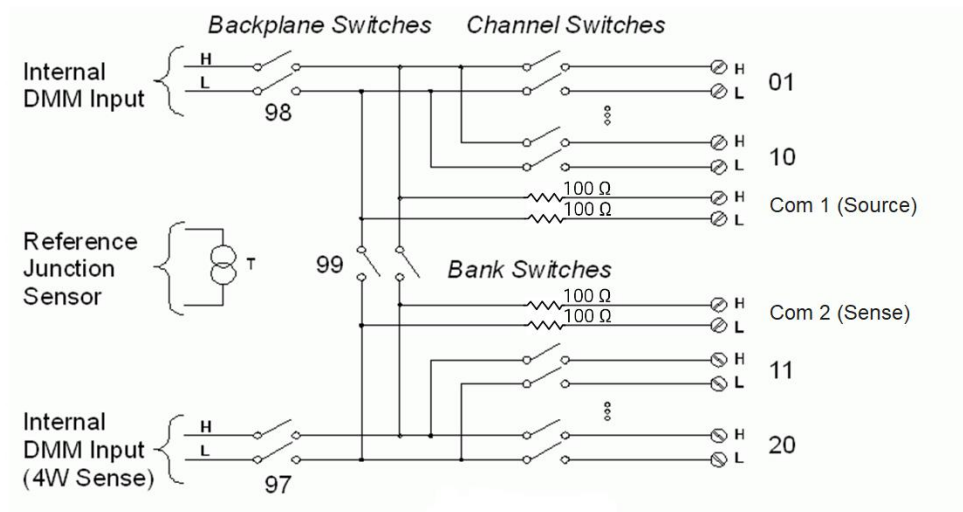 Backplane Switches Channel Switches
Internal
DMM Input
H
L
98
H
L
01
H
L
10
100 Ω
100 Ω
H
L
Com 1 (Source)
Reference
Junction
Sensor
T
99
Bank Switches
100 Ω
100 Ω
H
L
Com 2 (Sense)
H
L
11
Internal
DMM Input
(4W Sense)
H
L
97
H
L
20